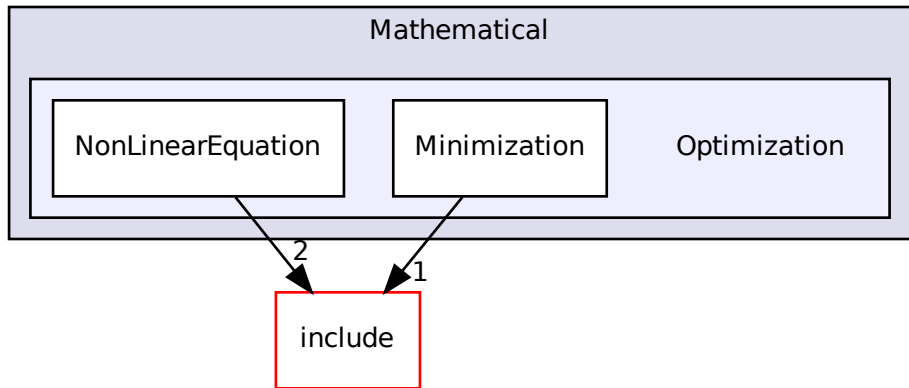 Mathematical
NonLinearEquation
Minimization
Optimization
2
1
include